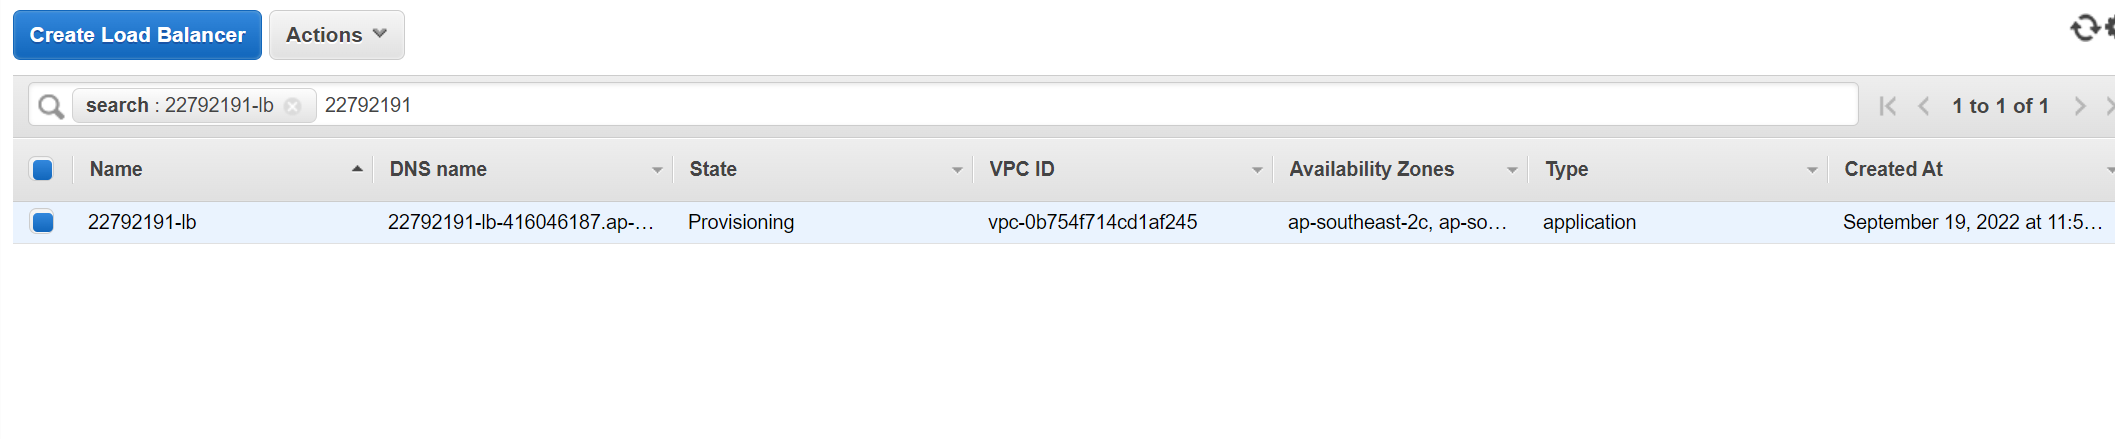 Create Load Balancer Actions
search : 22792191-lb 22792191 1 to 1 of 1
Name DNS name State VPC ID Availability Zones Type Created At
22792191-lb 22792191-lb-416046187.ap-... Provisioning vpc-0b754f714cd1af245 ap-southeast-2c, ap-so... application September 19, 2022 at 11:5...